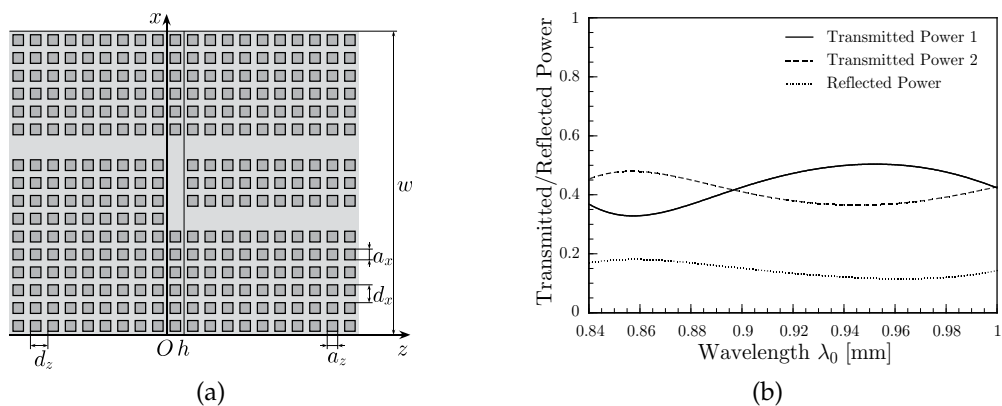 x
w
a_x
d_x
d_z
O h
a_z
z
(a)
Transmitted/Reflected Power
1
0.8
0.6
0.4
0.2
0
Transmitted Power 1
Transmitted Power 2
Reflected Power
0.84 0.86 0.88 0.9 0.92 0.94 0.96 0.98 1
Wavelength λ₀ [mm]
(b)